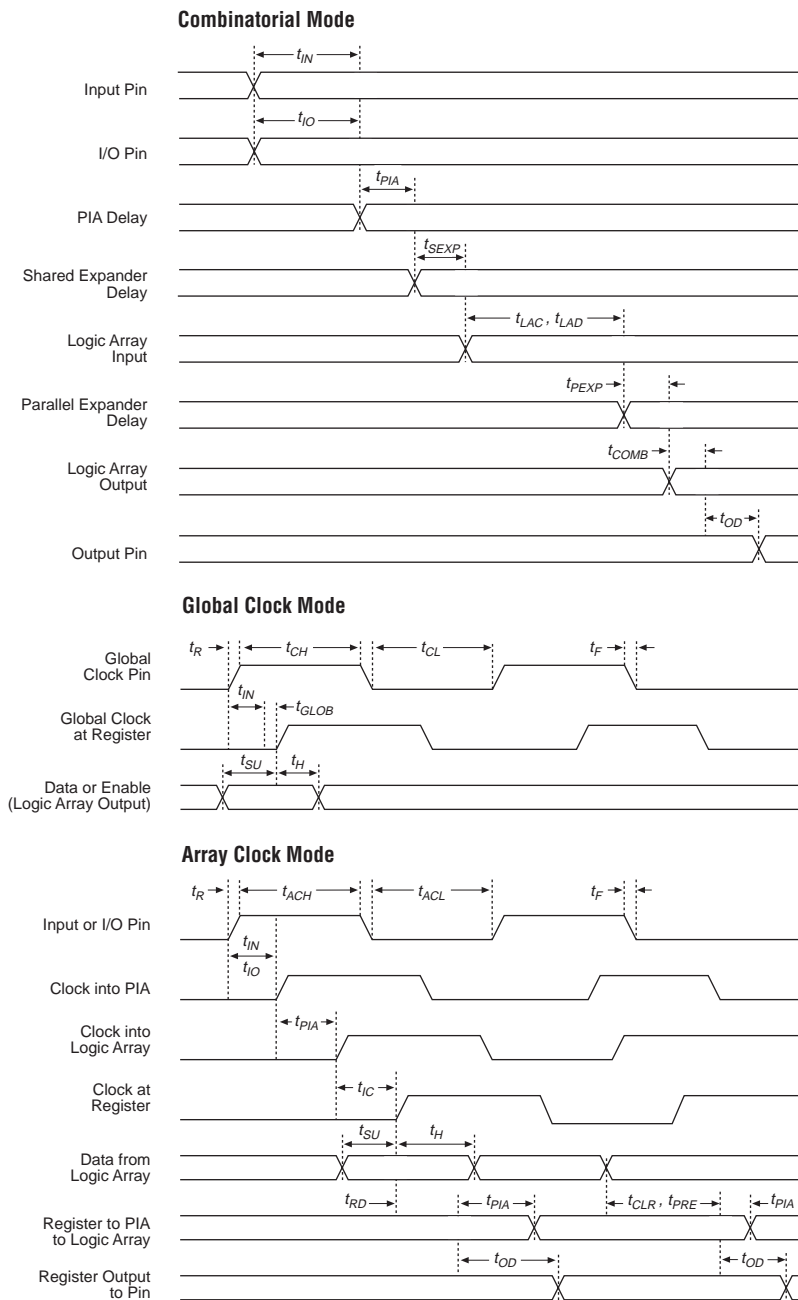 Combinatorial Mode
tIN
Input Pin
tIO
I/O Pin
tPIA
PIA Delay
tSEXP
Shared Expander
Delay
tLAC , tLAD
Logic Array
Input
tPEXP
Parallel Expander
Delay
tCOMB
Logic Array
Output
tOD
Output Pin
Global Clock Mode
tR tCH tCL tF
Global
Clock Pin
tIN
tGLOB
Global Clock
at Register
tSU tH
Data or Enable
(Logic Array Output)
Array Clock Mode
tR tACH tACL tF
Input or I/O Pin
tIN
tIO
Clock into PIA
tPIA
Clock into
Logic Array
tIC
Clock at
Register
tSU tH
Data from
Logic Array
tRD tPIA tCLR , tPRE tPIA
Register to PIA
to Logic Array
tOD tOD
Register Output
to Pin